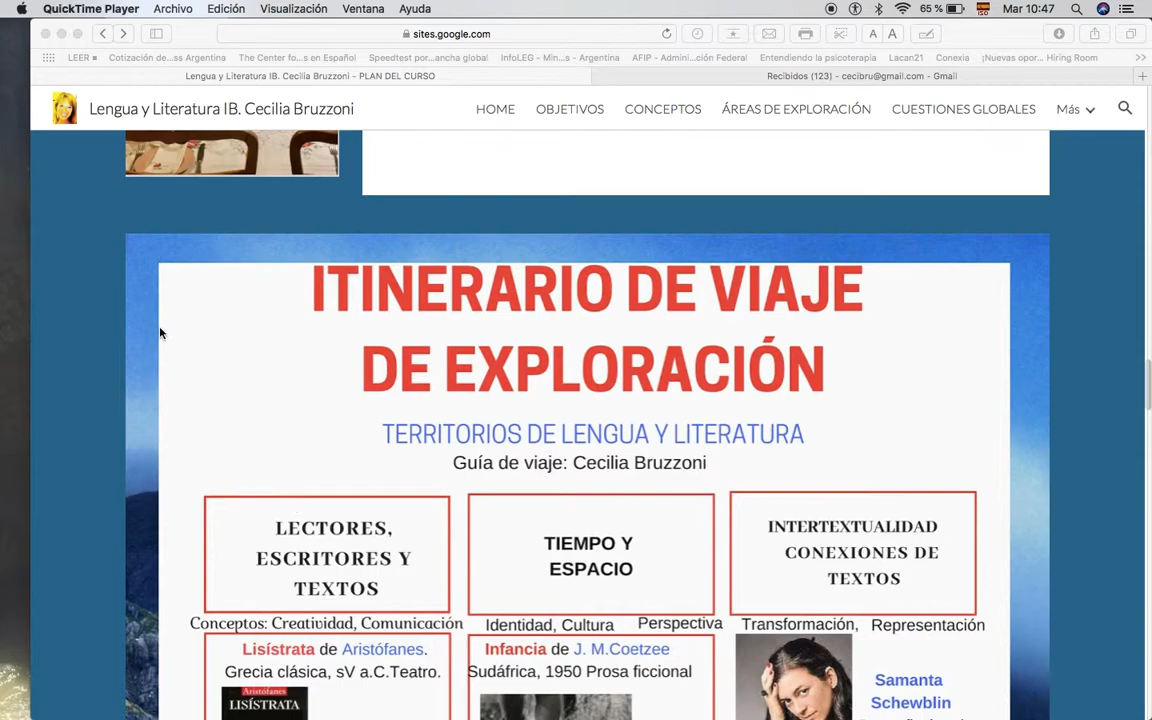 QuickTime Player Archivo Edición Visualización Ventana Ayuda 65 % ISO Mar 10:47
sites.google.com A A
LEER Cotización de...ss Argentina The Center fo...s en Español Speedtest por...ancha global InfoLEG - Min...s - Argentina AFIP - Admini...ción Federal Entendiendo la psicoterapia Lacan21 Conexia ¡Nuevas opor... Hiring Room >>
Lengua y Literatura IB. Cecilia Bruzzoni - PLAN DEL CURSO Recibidos (123) - cecibru@gmail.com - Gmail +
Lengua y Literatura IB. Cecilia Bruzzoni HOME OBJETIVOS CONCEPTOS ÁREAS DE EXPLORACIÓN CUESTIONES GLOBALES Más
ITINERARIO DE VIAJE
DE EXPLORACIÓN
TERRITORIOS DE LENGUA Y LITERATURA
Guía de viaje: Cecilia Bruzzoni
LECTORES,
ESCRITORES Y
TEXTOS
Conceptos: Creatividad, Comunicación
Lisístrata de Aristófanes.
Grecia clásica, sV a.C.Teatro.
Aristófanes
LISÍSTRATA
TIEMPO Y
ESPACIO
Identidad, Cultura Perspectiva
Infancia de J. M.Coetzee
Sudáfrica, 1950 Prosa ficcional
INTERTEXTUALIDAD
CONEXIONES DE
TEXTOS
Transformación, Representación
Samanta
Schewblin